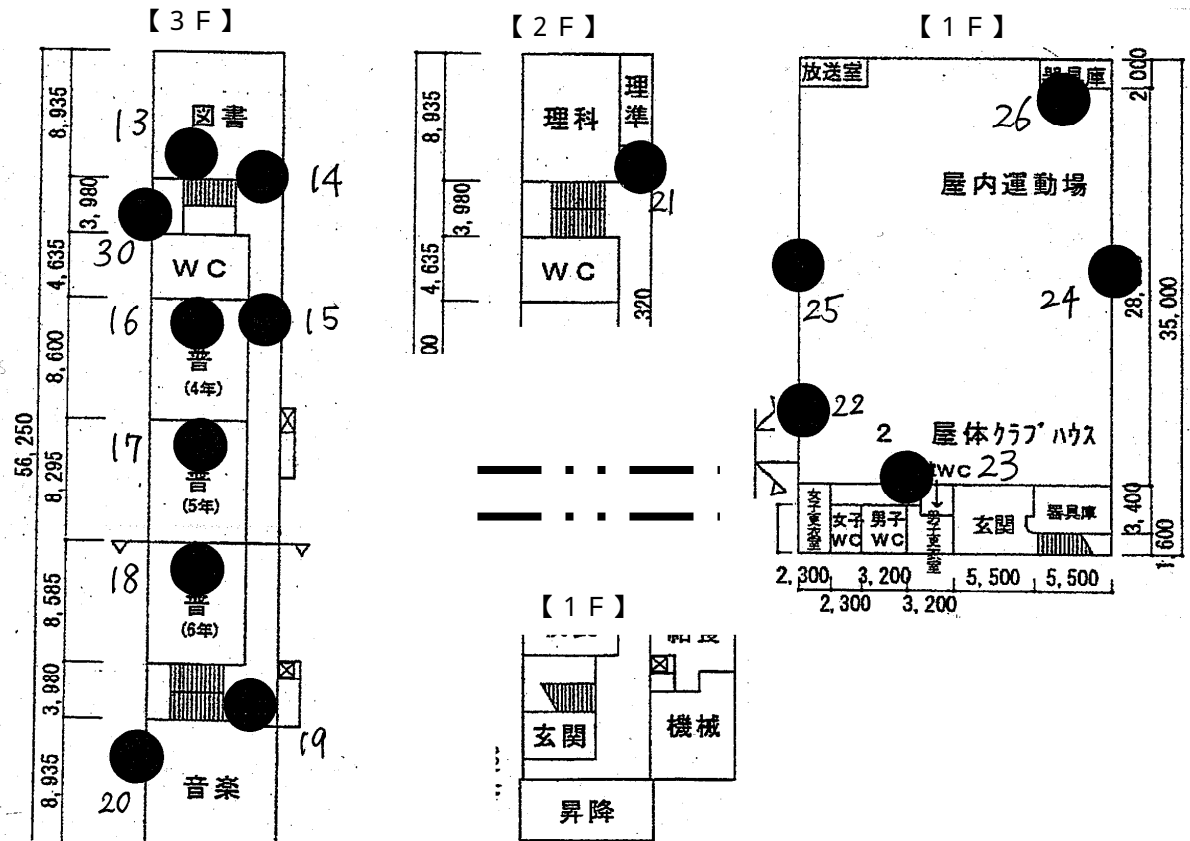 【3F】
8,935
3,980
4,635
8,600
8,295
8,585
3,980
8,935
56,250
図書
13
14
30
WC
16
15
普
(4年)
17
普
(5年)
18
普
(6年)
19
20
音楽
【2F】
8,935
3,980
4,635
00
理科
理準
21
WC
320
【1F】
放送室
器具庫
26
屋内運動場
25
24
22
2 屋体クラブハウス
WC 23
女子更衣室
女子WC
男子WC
男子更衣室
玄関
器具庫
2,000
35,000
3,400
1,600
2,300
3,200
5,500
5,500
2,300
3,200
【1F】
玄関
機械
昇降